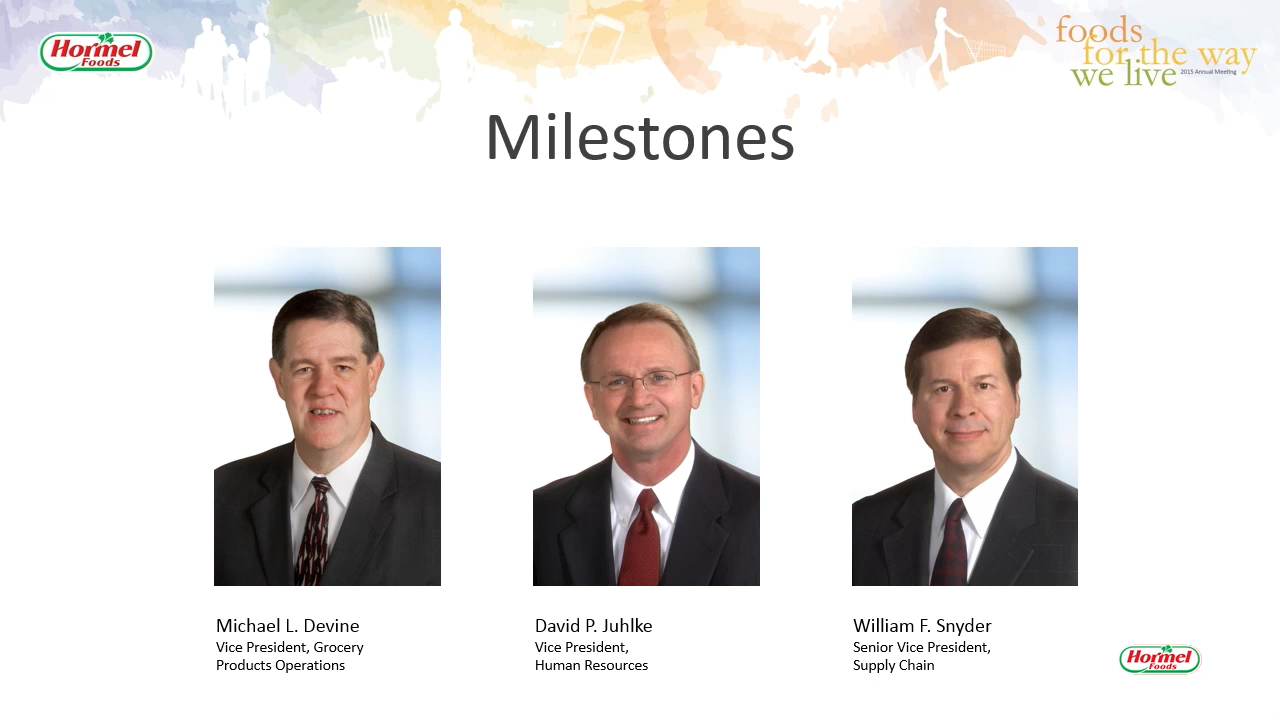 Hormel
Foods
foods
for the way
we live
2015 Annual Meeting
Milestones
Michael L. Devine
Vice President, Grocery
Products Operations
David P. Juhlke
Vice President,
Human Resources
William F. Snyder
Senior Vice President,
Supply Chain
Hormel
Foods